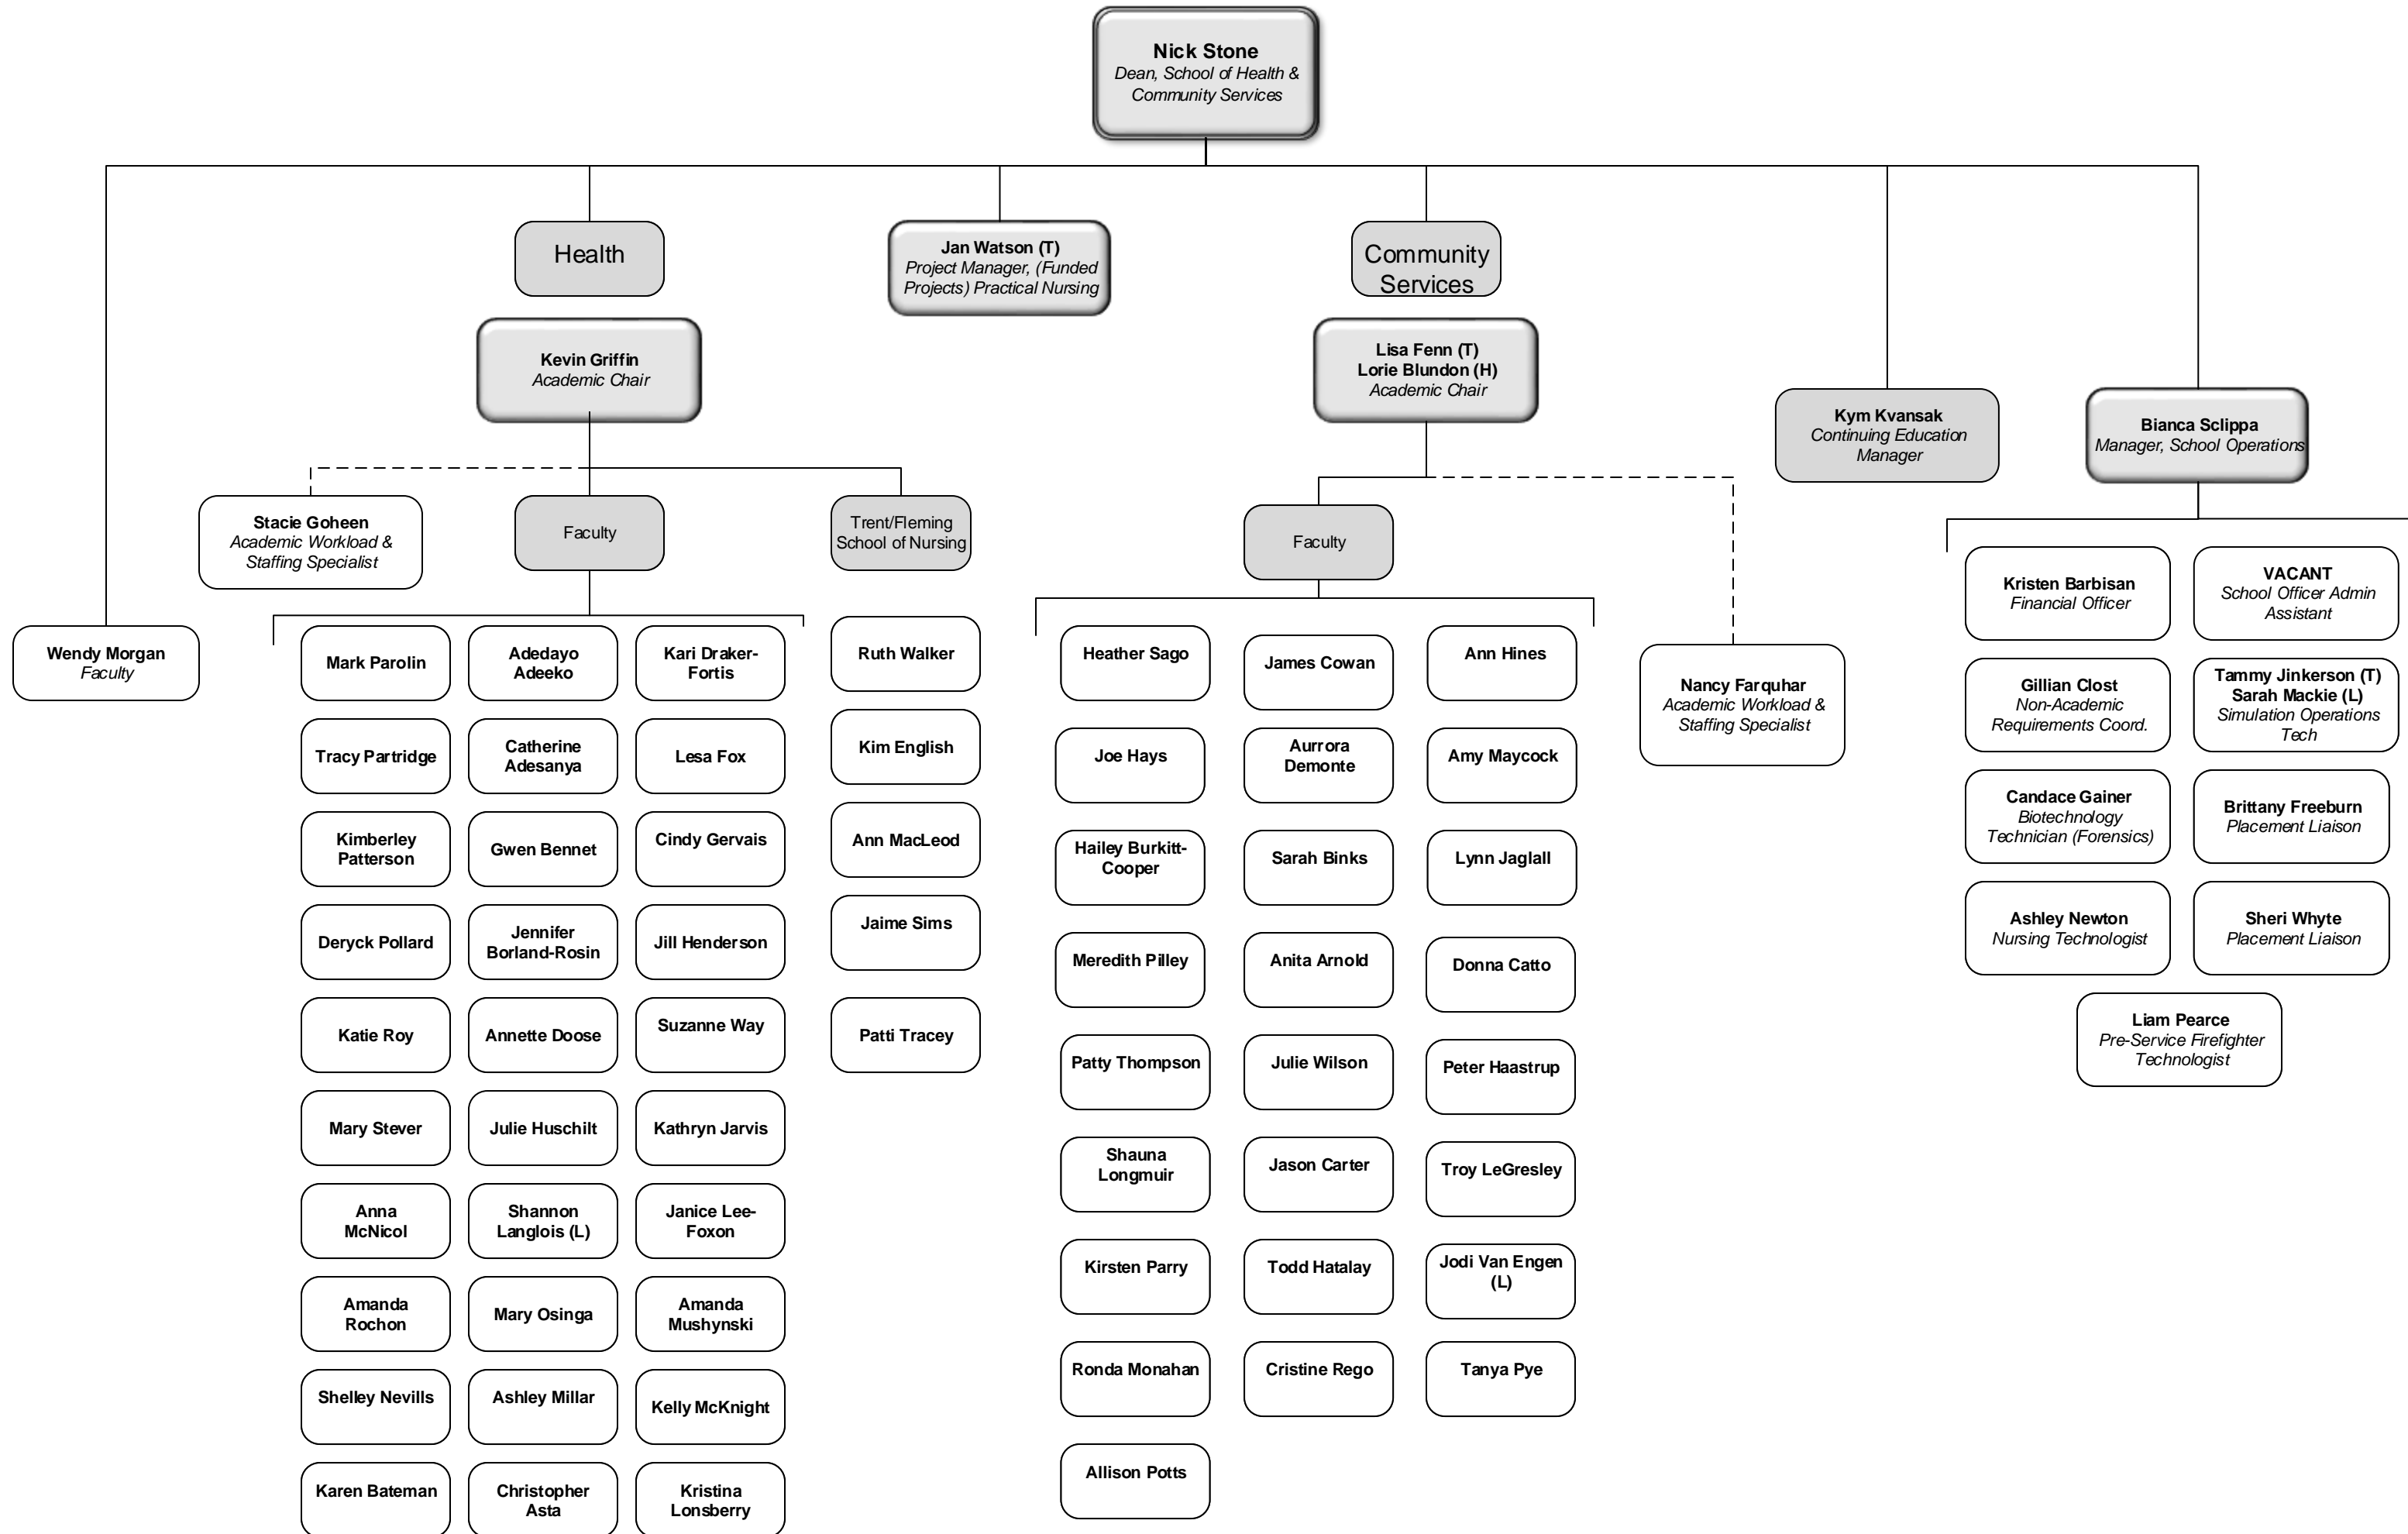 Nick Stone
Dean, School of Health &
Community Services
Health
Jan Watson (T)
Project Manager, (Funded
Projects) Practical Nursing
Community
Services
Kevin Griffin
Academic Chair
Lisa Fenn (T)
Lorie Blundon (H)
Academic Chair
Kym Kvansak
Continuing Education
Manager
Bianca Sclippa
Manager, School Operations
Stacie Goheen
Academic Workload &
Staffing Specialist
Faculty
Trent/Fleming
School of Nursing
Faculty
Wendy Morgan
Faculty
Mark Parolin
Adedayo
Adeeko
Kari Draker-
Fortis
Tracy Partridge
Catherine
Adesanya
Lesa Fox
Kimberley
Patterson
Gwen Bennet
Cindy Gervais
Deryck Pollard
Jennifer
Borland-Rosin
Jill Henderson
Katie Roy
Annette Doose
Suzanne Way
Mary Stever
Julie Huschilt
Kathryn Jarvis
Anna
McNicol
Shannon
Langlois (L)
Janice Lee-
Foxon
Amanda
Rochon
Mary Osinga
Amanda
Mushynski
Shelley Nevills
Ashley Millar
Kelly McKnight
Karen Bateman
Christopher
Asta
Kristina
Lonsberry
Ruth Walker
Kim English
Ann MacLeod
Jaime Sims
Patti Tracey
Heather Sago
James Cowan
Ann Hines
Joe Hays
Aurrora
Demonte
Amy Maycock
Hailey Burkitt-
Cooper
Sarah Binks
Lynn Jaglall
Meredith Pilley
Anita Arnold
Donna Catto
Patty Thompson
Julie Wilson
Peter Haastrup
Shauna
Longmuir
Jason Carter
Troy LeGresley
Kirsten Parry
Todd Hatalay
Jodi Van Engen
(L)
Ronda Monahan
Cristine Rego
Tanya Pye
Allison Potts
Nancy Farquhar
Academic Workload &
Staffing Specialist
Kristen Barbisan
Financial Officer
VACANT
School Officer Admin
Assistant
Gillian Clost
Non-Academic
Requirements Coord.
Tammy Jinkerson (T)
Sarah Mackie (L)
Simulation Operations
Tech
Candace Gainer
Biotechnology
Technician (Forensics)
Brittany Freeburn
Placement Liaison
Ashley Newton
Nursing Technologist
Sheri Whyte
Placement Liaison
Liam Pearce
Pre-Service Firefighter
Technologist